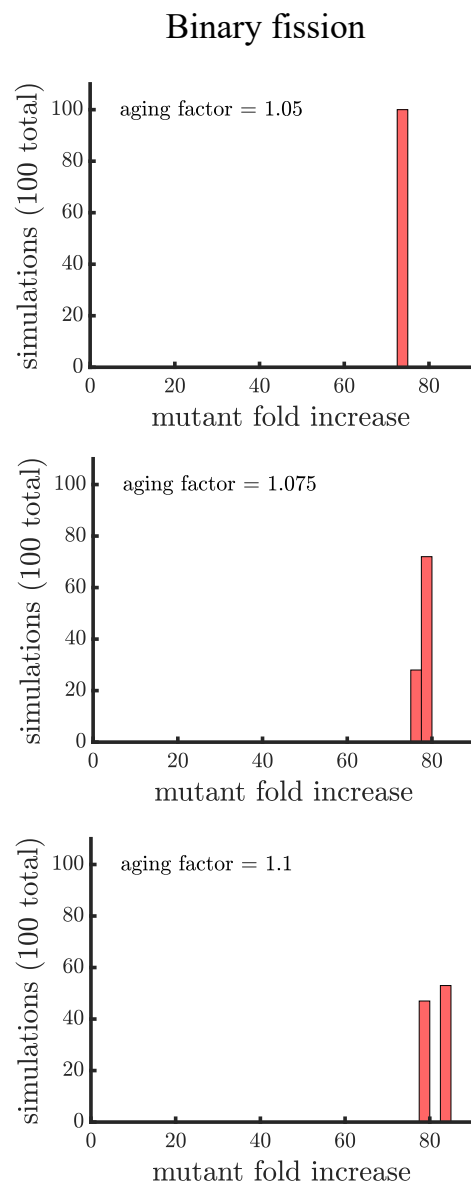 Binary fission
aging factor = 1.05
simulations (100 total)
100
80
60
40
20
0
0 20 40 60 80
mutant fold increase
aging factor = 1.075
simulations (100 total)
100
80
60
40
20
0
0 20 40 60 80
mutant fold increase
aging factor = 1.1
simulations (100 total)
100
80
60
40
20
0
0 20 40 60 80
mutant fold increase